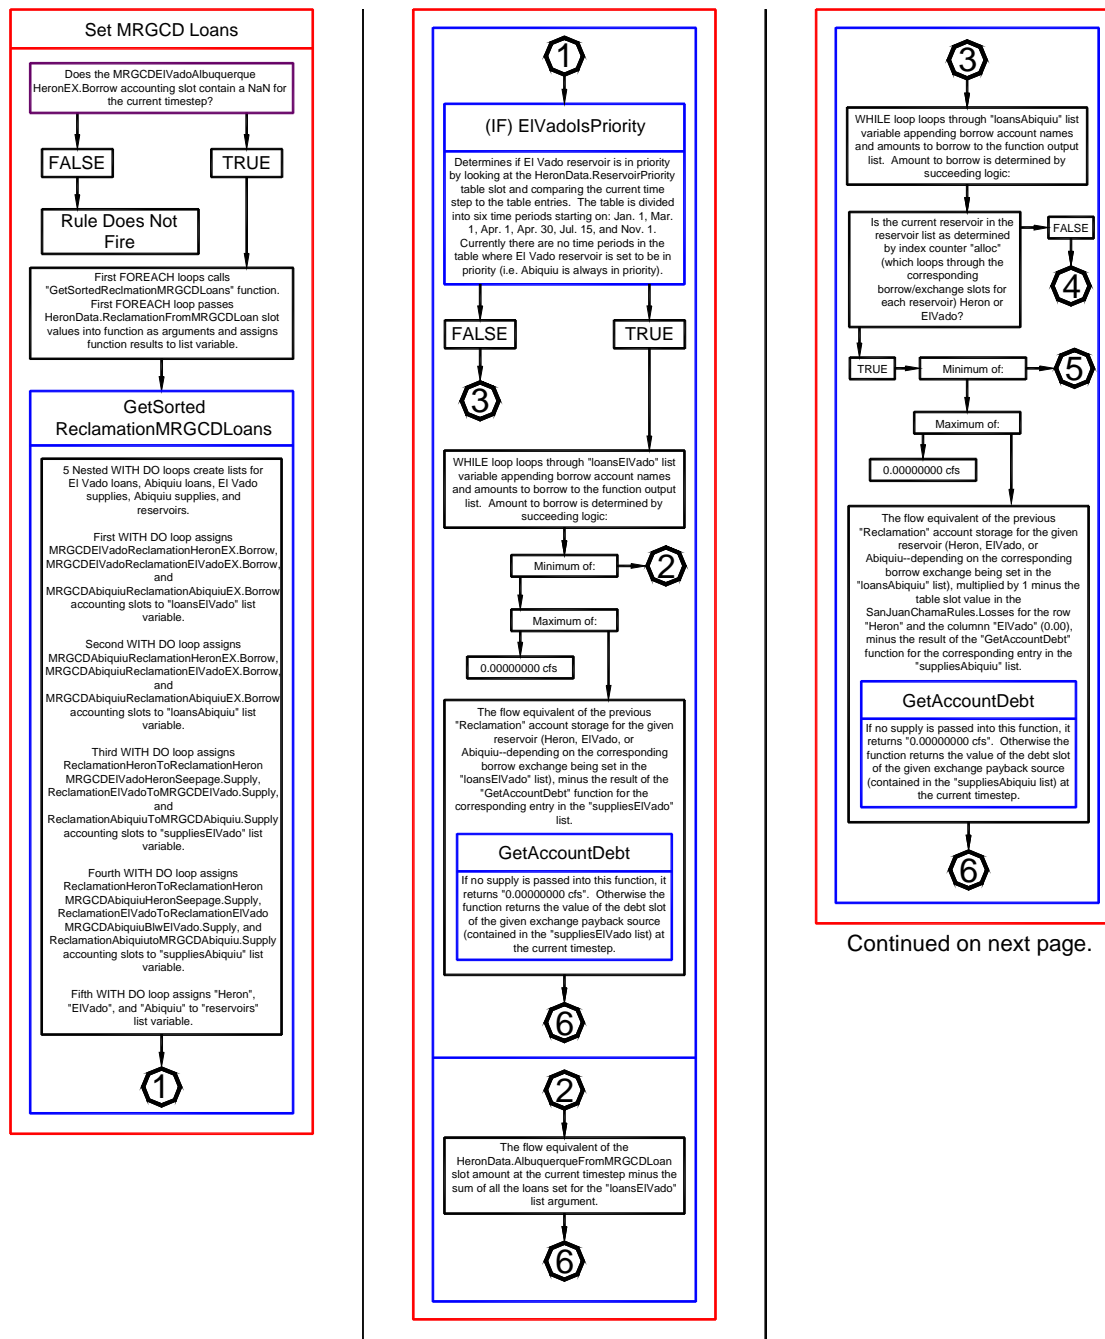 Set MRGCD Loans
Does the MRGCDElVadoAlbuquerque
HeronEX.Borrow accounting slot contain a NaN for
the current timestep?
FALSE
TRUE
Rule Does Not
Fire
First FOREACH loops calls
"GetSortedReclmationMRGCDLoans" function.
First FOREACH loop passes
HeronData.ReclamationFromMRGCDLoan slot
values into function as arguments and assigns
function results to list variable.
GetSorted
ReclamationMRGCDLoans
5 Nested WITH DO loops create lists for
El Vado loans, Abiquiu loans, El Vado
supplies, Abiquiu supplies, and
reservoirs.
First WITH DO loop assigns
MRGCDElVadoReclamationHeronEX.Borrow,
MRGCDElVadoReclamationElVadoEX.Borrow,
and
MRGCDAbiquiuReclamationAbiquiuEX.Borrow
accounting slots to "loansElVado" list
variable.
Second WITH DO loop assigns
MRGCDAbiquiuReclamationHeronEX.Borrow,
MRGCDAbiquiuReclamationElVadoEX.Borrow,
and
MRGCDAbiquiuReclamationAbiquiuEX.Borrow
accounting slots to "loansAbiquiu" list
variable.
Third WITH DO loop assigns
ReclamationHeronToReclamationHeron
MRGCDElVadoHeronSeepage.Supply,
ReclamationElVadoToMRGCDElVado.Supply,
and
ReclamationAbiquiuToMRGCDAbiquiu.Supply
accounting slots to "suppliesElVado" list
variable.
Fourth WITH DO loop assigns
ReclamationHeronToReclamationHeron
MRGCDAbiquiuHeronSeepage.Supply,
ReclamationElVadoToReclamationElVado
MRGCDAbiquiuBlwElVado.Supply, and
ReclamationAbiquiutoMRGCDAbiquiu.Supply
accounting slots to "suppliesAbiquiu" list
variable.
Fifth WITH DO loop assigns "Heron",
"ElVado", and "Abiquiu" to "reservoirs"
list variable.
1
1
(IF) ElVadoIsPriority
Determines if El Vado reservoir is in priority
by looking at the HeronData.ReservoirPriority
table slot and comparing the current time
step to the table entries. The table is divided
into six time periods starting on: Jan. 1, Mar.
1, Apr. 1, Apr. 30, Jul. 15, and Nov. 1.
Currently there are no time periods in the
table where El Vado reservoir is set to be in
priority (i.e. Abiquiu is always in priority).
FALSE
TRUE
3
WHILE loop loops through "loansElVado" list
variable appending borrow account names
and amounts to borrow to the function output
list. Amount to borrow is determined by
succeeding logic:
Minimum of:
2
Maximum of:
0.00000000 cfs
The flow equivalent of the previous
"Reclamation" account storage for the given
reservoir (Heron, ElVado, or
Abiquiu--depending on the corresponding
borrow exchange being set in the
"loansElVado" list), minus the result of the
"GetAccountDebt" function for the
corresponding entry in the "suppliesElVado"
list.
GetAccountDebt
If no supply is passed into this function, it
returns "0.00000000 cfs". Otherwise the
function returns the value of the debt slot
of the given exchange payback source
(contained in the "suppliesElVado list) at
the current timestep.
6
2
The flow equivalent of the
HeronData.AlbuquerqueFromMRGCDLoan
slot amount at the current timestep minus the
sum of all the loans set for the "loansElVado"
list argument.
6
3
WHILE loop loops through "loansAbiquiu" list
variable appending borrow account names
and amounts to borrow to the function output
list. Amount to borrow is determined by
succeeding logic:
Is the current reservoir in the
reservoir list as determined
by index counter "alloc"
(which loops through the
corresponding
borrow/exchange slots for
each reservoir) Heron or
ElVado?
FALSE
4
TRUE
Minimum of:
5
Maximum of:
0.00000000 cfs
The flow equivalent of the previous
"Reclamation" account storage for the given
reservoir (Heron, ElVado, or
Abiquiu--depending on the corresponding
borrow exchange being set in the
"loansAbiquiu" list), multiplied by 1 minus the
table slot value in the
SanJuanChamaRules.Losses for the row
"Heron" and the columnn "ElVado" (0.00),
minus the result of the "GetAccountDebt"
function for the corresponding entry in the
"suppliesAbiquiu" list.
GetAccountDebt
If no supply is passed into this function, it
returns "0.00000000 cfs". Otherwise the
function returns the value of the debt slot
of the given exchange payback source
(contained in the "suppliesAbiquiu list) at
the current timestep.
6
Continued on next page.